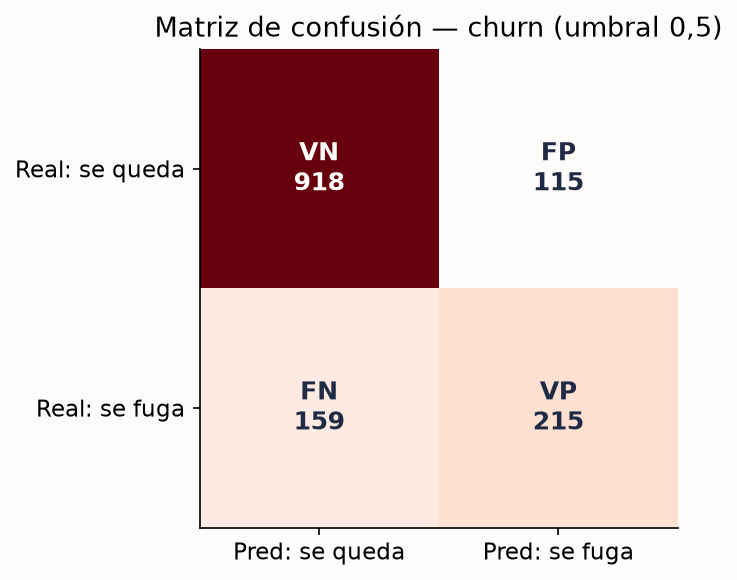 Matriz de confusión — churn (umbral 0,5)
Real: se queda
VN
918
FP
115
Real: se fuga
FN
159
VP
215
Pred: se queda
Pred: se fuga